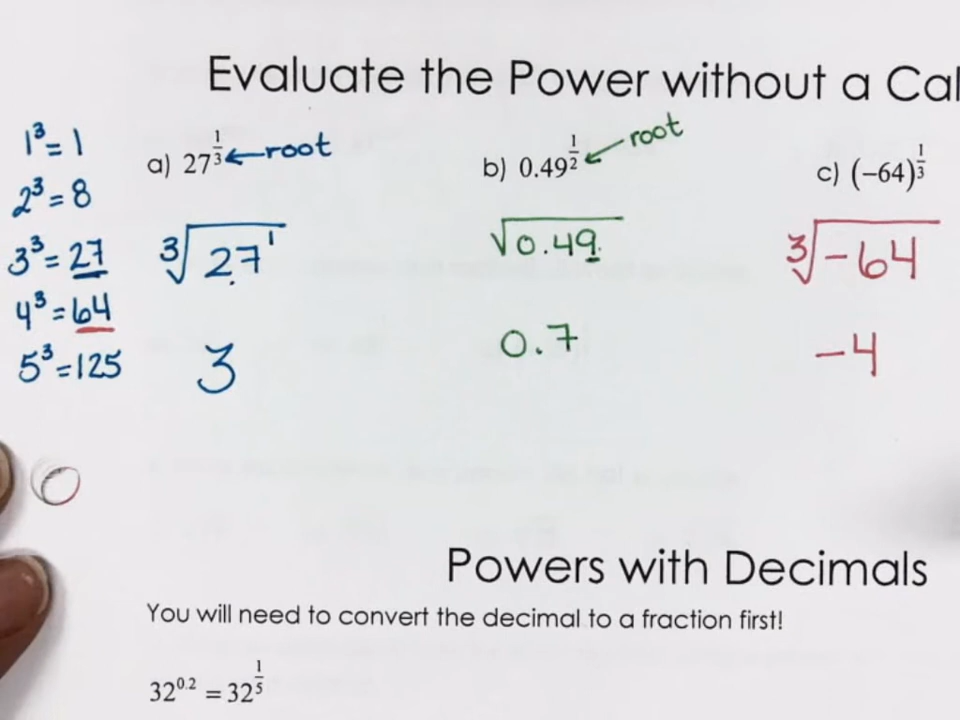 Evaluate the Power without a Cal
1³ = 1
2³ = 8
3³ = 27
4³ = 64
5³ = 125
a) 27^(1/3) ← root
∛27¹
3
b) 0.49^(1/2) ← root
√0.49
0.7
c) (−64)^(1/3)
∛−64
−4
Powers with Decimals
You will need to convert the decimal to a fraction first!
32^0.2 = 32^(1/5)